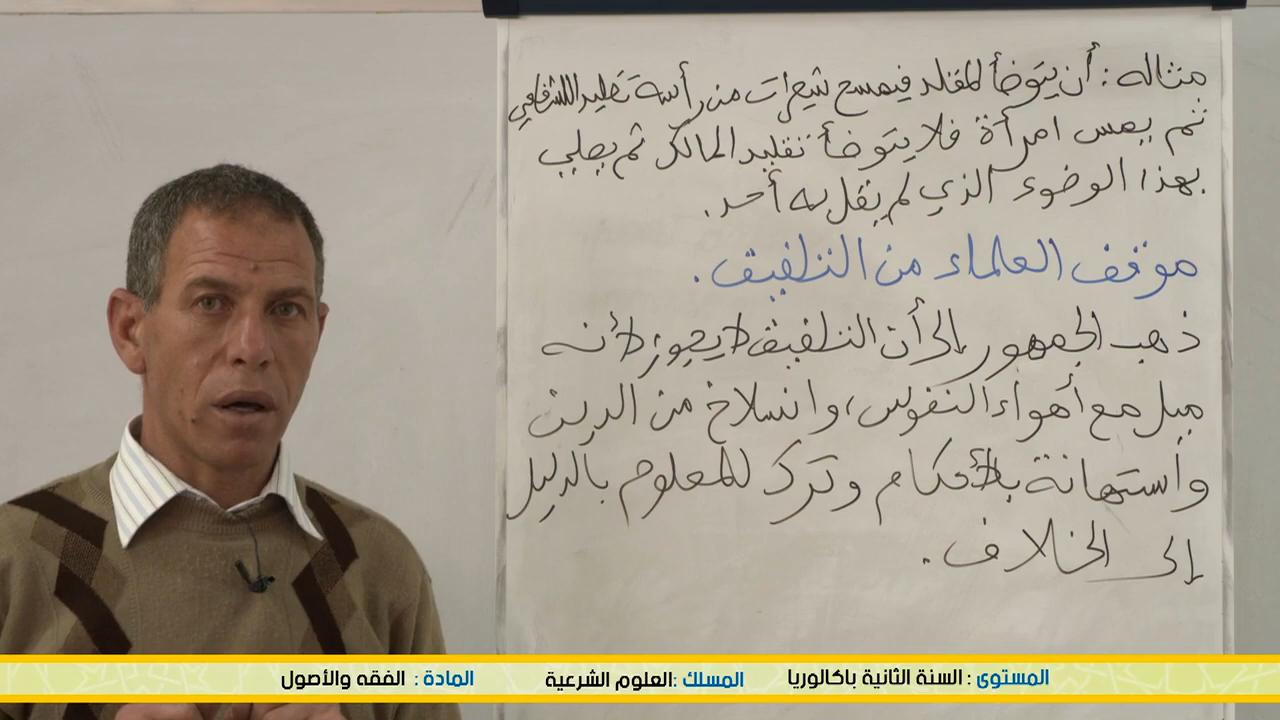 مثاله : أن يتوضأ المقلد فيمسح شعرات من رأسه تقليدا للشافعي
ثم يمس امرأة فلا يتوضأ تقليد المالك ثم يصلي
بهذا الوضوء الذي لم يقل به أحد.
موقف العلماء من التلفيق.
ذهب الجمهور إلى أن التلفيق لا يجوز لأنه
ميل مع أهواء النفوس، وانسلاخ من الدين
واستهانة بالأحكام وترك للمعلوم بالدليل
إلى الخلاف.
المستوى : السنة الثانية باكالوريا المسلك :العلوم الشرعية المادة : الفقه والأصول